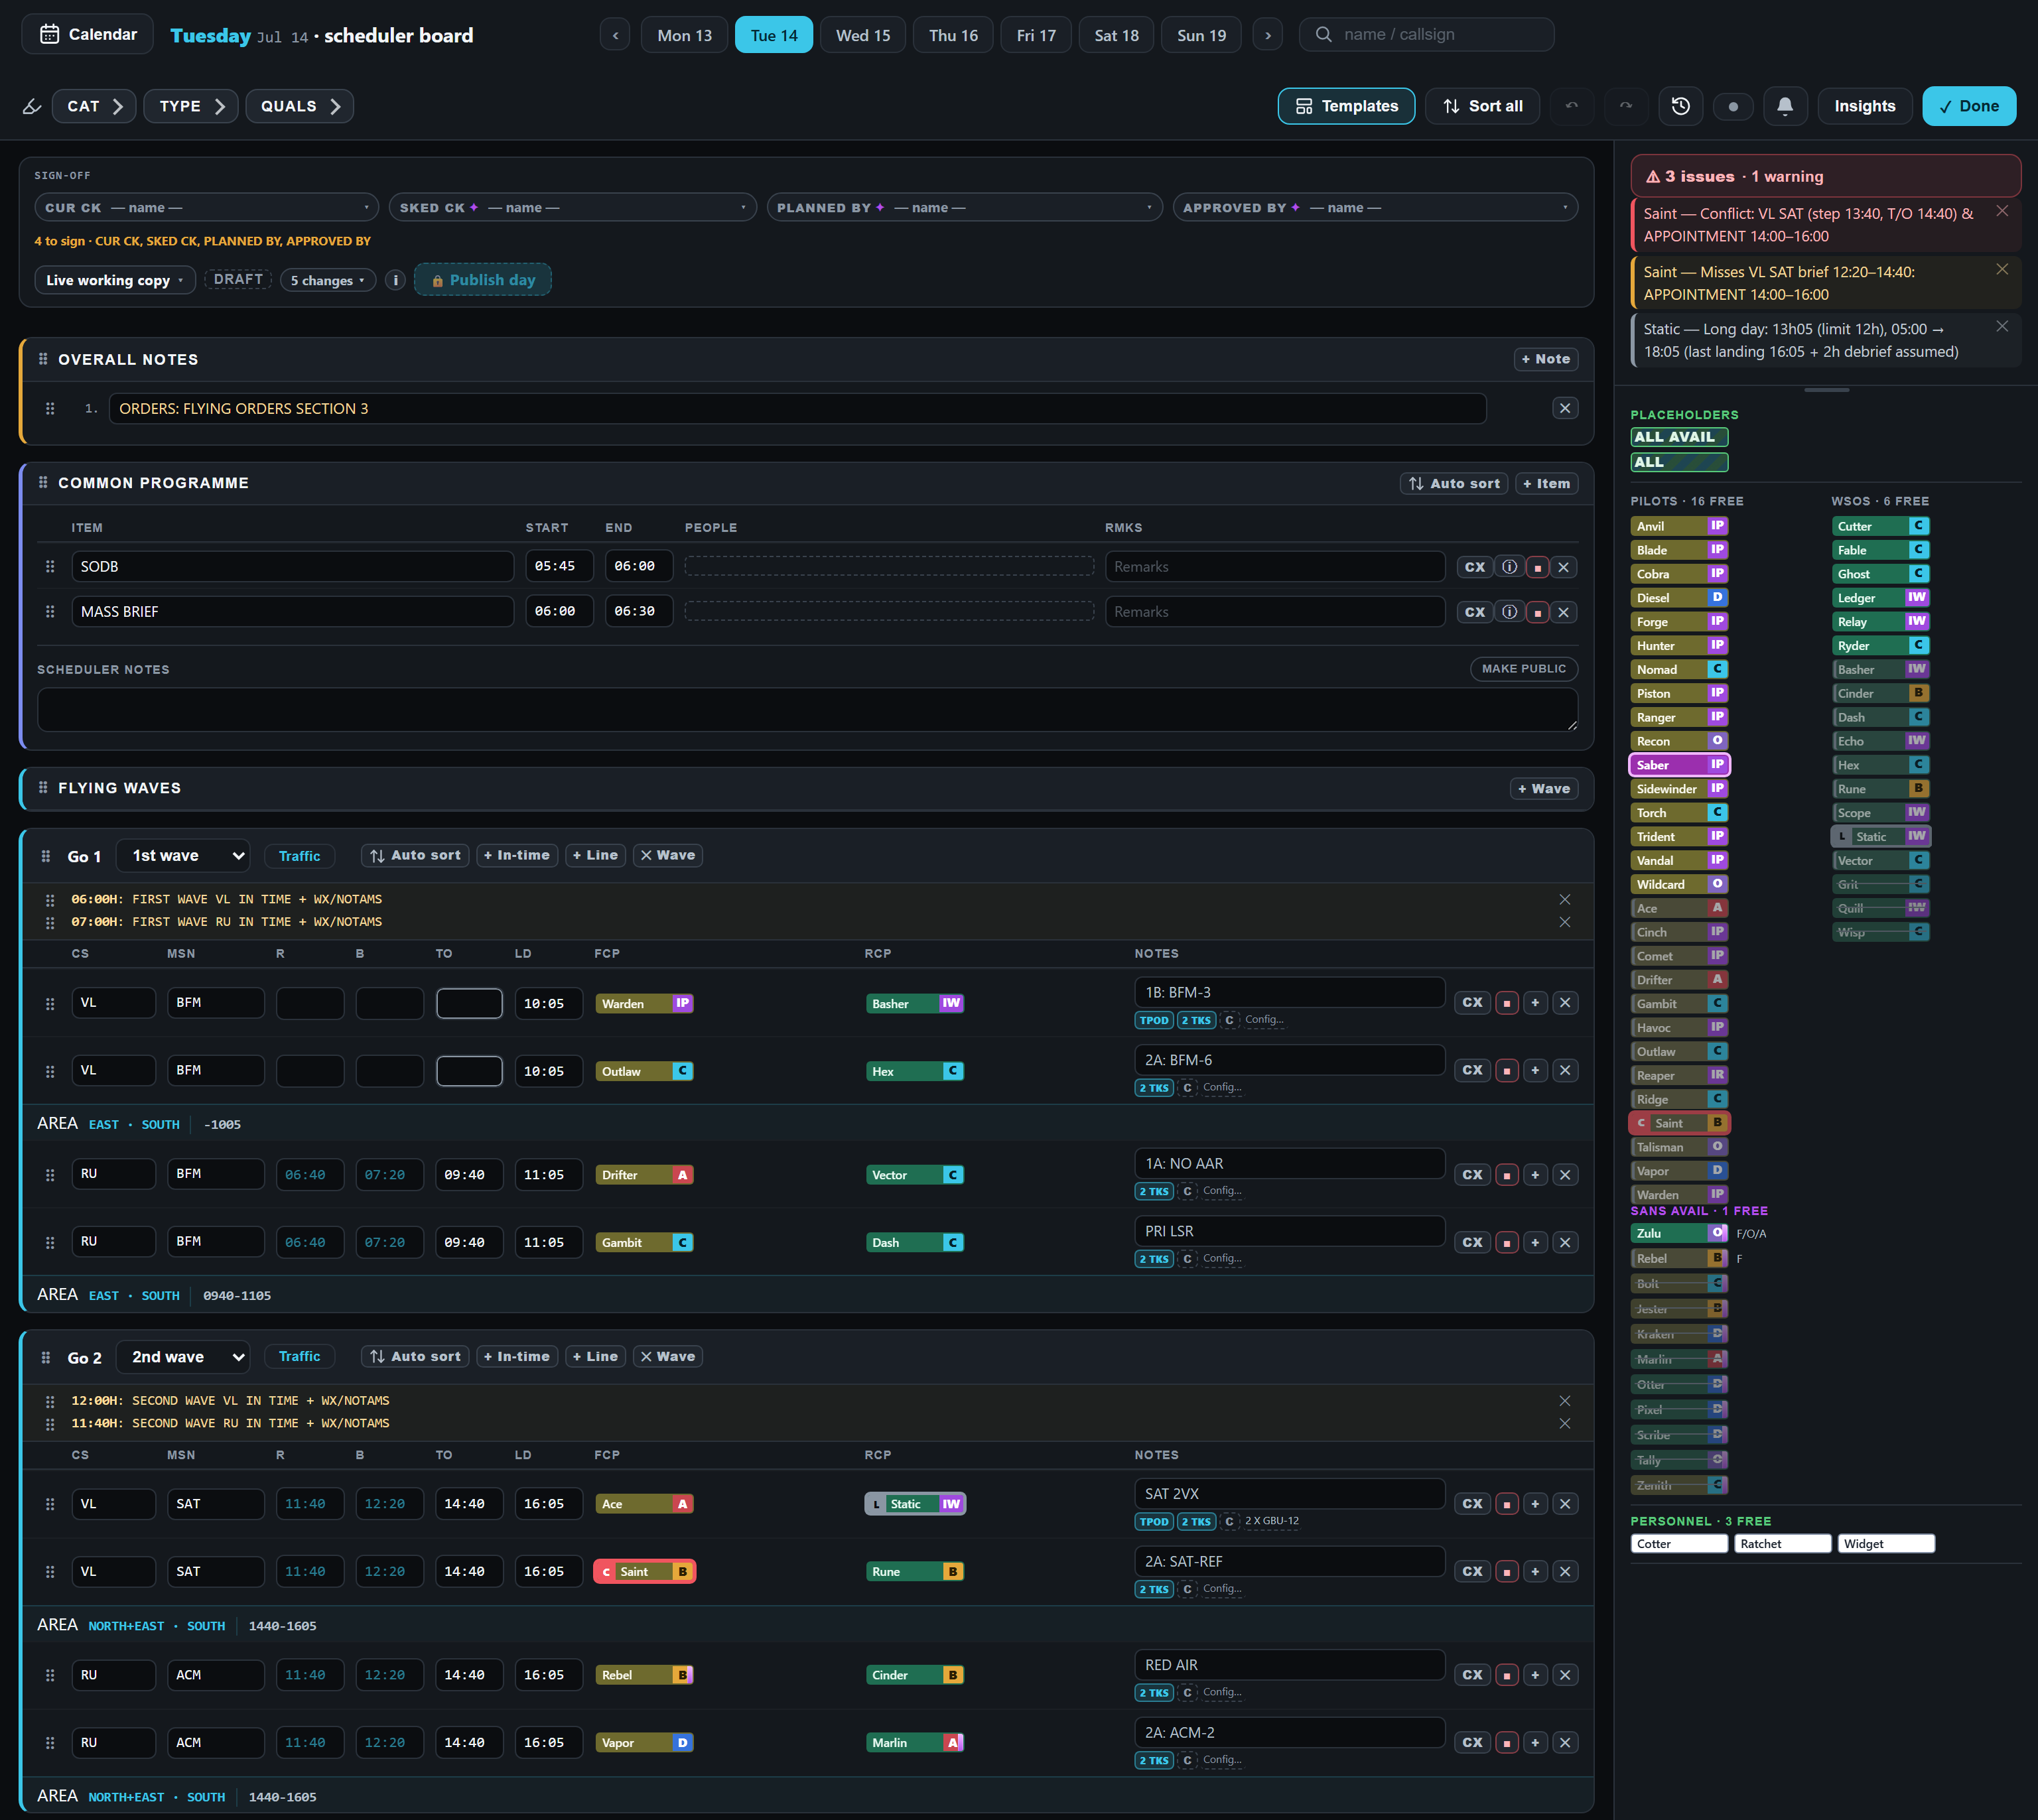 Calendar
Tuesday Jul 14 · scheduler board
‹ Mon 13 Tue 14 Wed 15 Thu 16 Fri 17 Sat 18 Sun 19 ›
name / callsign
CAT TYPE QUALS
Templates Sort all Insights ✓ Done
SIGN-OFF
CUR CK — name —
SKED CK ✦ — name —
PLANNED BY ✦ — name —
APPROVED BY ✦ — name —
4 to sign · CUR CK, SKED CK, PLANNED BY, APPROVED BY
Live working copy DRAFT 5 changes i Publish day
OVERALL NOTES + Note
1. ORDERS: FLYING ORDERS SECTION 3
COMMON PROGRAMME Auto sort + Item
ITEM START END PEOPLE RMKS
SODB 05:45 06:00 Remarks CX
MASS BRIEF 06:00 06:30 Remarks CX
SCHEDULER NOTES MAKE PUBLIC
FLYING WAVES + Wave
Go 1 1st wave Traffic Auto sort + In-time + Line × Wave
06:00H: FIRST WAVE VL IN TIME + WX/NOTAMS
07:00H: FIRST WAVE RU IN TIME + WX/NOTAMS
CS MSN R B TO LD FCP RCP NOTES
VL BFM 10:05 Warden IP Basher IW 1B: BFM-3 CX
TPOD 2 TKS C Config...
VL BFM 10:05 Outlaw C Hex C 2A: BFM-6 CX
2 TKS C Config...
AREA EAST · SOUTH -1005
RU BFM 06:40 07:20 09:40 11:05 Drifter A Vector C 1A: NO AAR CX
2 TKS C Config...
RU BFM 06:40 07:20 09:40 11:05 Gambit C Dash C PRI LSR CX
2 TKS C Config...
AREA EAST · SOUTH 0940-1105
Go 2 2nd wave Traffic Auto sort + In-time + Line × Wave
12:00H: SECOND WAVE VL IN TIME + WX/NOTAMS
11:40H: SECOND WAVE RU IN TIME + WX/NOTAMS
CS MSN R B TO LD FCP RCP NOTES
VL SAT 11:40 12:20 14:40 16:05 Ace A L Static IW SAT 2VX CX
TPOD 2 TKS C 2 X GBU-12
VL SAT 11:40 12:20 14:40 16:05 C Saint B Rune B 2A: SAT-REF CX
2 TKS C Config...
AREA NORTH+EAST · SOUTH 1440-1605
RU ACM 11:40 12:20 14:40 16:05 Rebel B Cinder B RED AIR CX
2 TKS C Config...
RU ACM 11:40 12:20 14:40 16:05 Vapor D Marlin A 2A: ACM-2 CX
2 TKS C Config...
AREA NORTH+EAST · SOUTH 1440-1605
⚠ 3 issues · 1 warning
Saint — Conflict: VL SAT (step 13:40, T/O 14:40) &
APPOINTMENT 14:00–16:00
Saint — Misses VL SAT brief 12:20–14:40:
APPOINTMENT 14:00–16:00
Static — Long day: 13h05 (limit 12h), 05:00 →
18:05 (last landing 16:05 + 2h debrief assumed)
PLACEHOLDERS
ALL AVAIL
ALL
PILOTS · 16 FREE
Anvil IP
Blade IP
Cobra IP
Diesel D
Forge IP
Hunter IP
Nomad C
Piston IP
Ranger IP
Recon O
Saber IP
Sidewinder IP
Torch C
Trident IP
Vandal IP
Wildcard O
Ace A
Cinch IP
Comet IP
Drifter A
Gambit C
Havoc IP
Outlaw C
Reaper IR
Ridge C
C Saint B
Talisman O
Vapor D
Warden IP
WSOS · 6 FREE
Cutter C
Fable C
Ghost C
Ledger IW
Relay IW
Ryder C
Basher IW
Cinder B
Dash C
Echo IW
Hex C
Rune B
Scope IW
L Static IW
Vector C
Grit C
Quill IW
Wisp C
SANS AVAIL · 1 FREE
Zulu O F/O/A
Rebel B F
Bolt C
Jester B
Kraken D
Marlin A
Otter D
Pixel D
Scribe D
Tally O
Zenith C
PERSONNEL · 3 FREE
Cotter Ratchet Widget